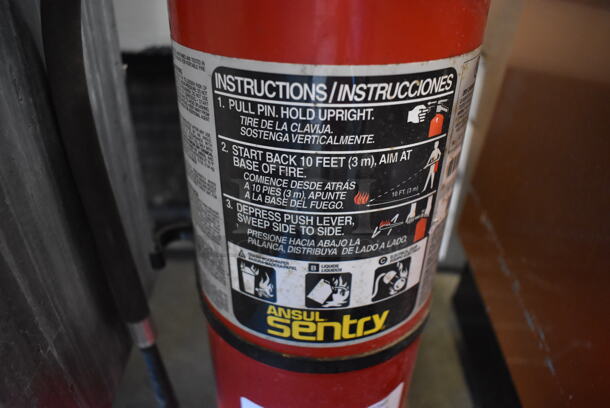 INSTRUCTIONS/INSTRUCCIONES
1. PULL PIN. HOLD UPRIGHT.
TIRE DE LA CLAVIJA.
SOSTENGA VERTICALMENTE.
2. START BACK 10 FEET (3 m), AIM AT
BASE OF FIRE.
COMIENCE DESDE ATRÁS
A 10 PIES (3 m), APUNTE
A LA BASE DEL FUEGO.
10 FT. (3 m)
3. DEPRESS PUSH LEVER,
SWEEP SIDE TO SIDE.
PRESIONE HACIA ABAJO LA
PALANCA, DISTRIBUYA DE LADO A LADO.
A
B LIQUIDS
LIQUIDOS
C
ANSUL
Sentry